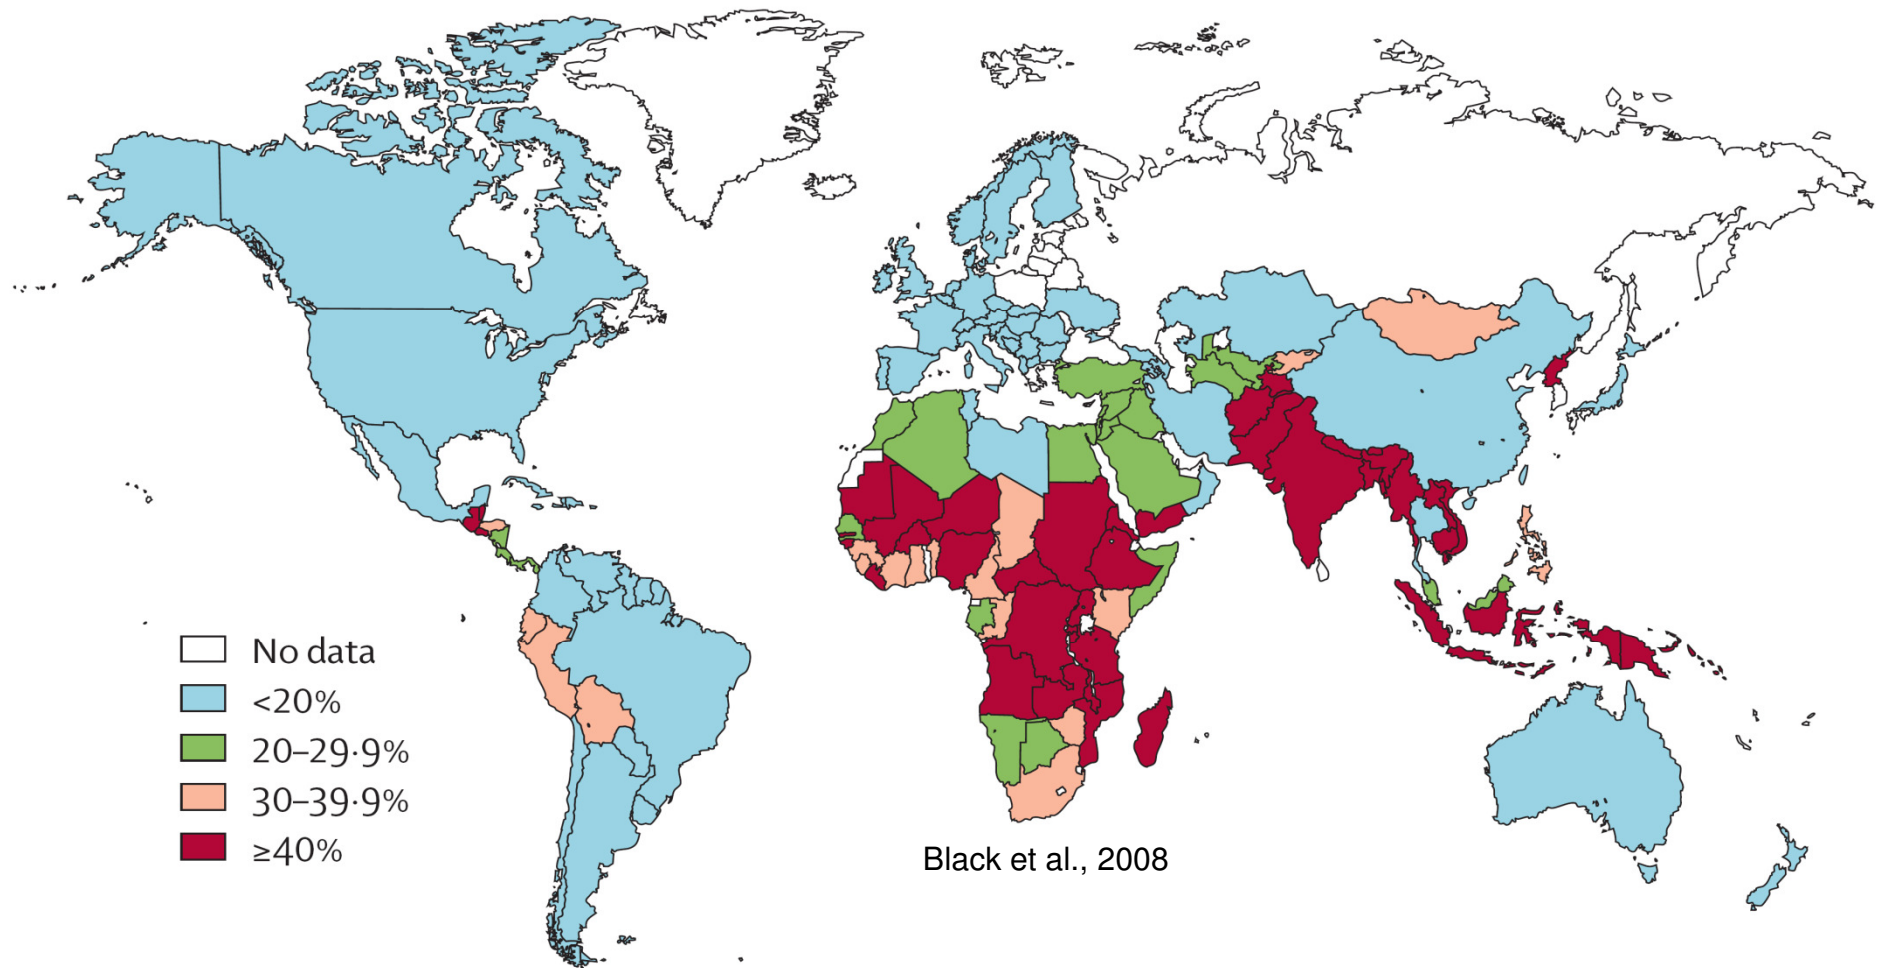 No data
<20%
20–29·9%
30–39·9%
≥40%
Black et al., 2008